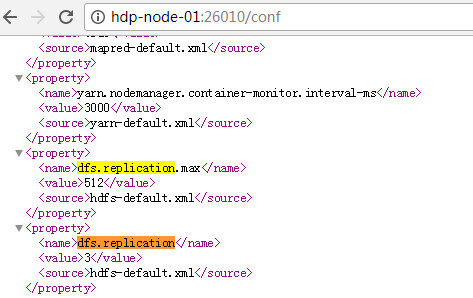 hdp-node-01:26010/conf
<source>mapred-default.xml</source>
</property>
▼<property>
<name>yarn.nodemanager.container-monitor.interval-ms</name>
<value>3000</value>
<source>yarn-default.xml</source>
</property>
▼<property>
<name>dfs.replication.max</name>
<value>512</value>
<source>hdfs-default.xml</source>
</property>
▼<property>
<name>dfs.replication</name>
<value>3</value>
<source>hdfs-default.xml</source>
</property>